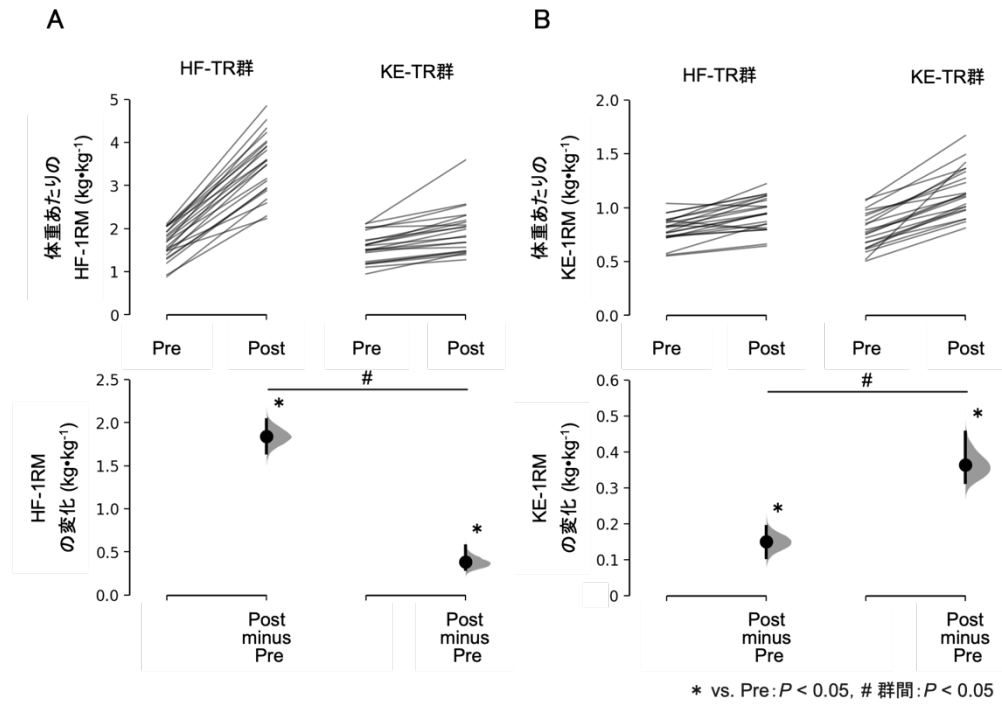 A
HF-TR群
KE-TR群
体重あたりの
HF-1RM (kg•kg⁻¹)
5
4
3
2
1
0
Pre
Post
Pre
Post
HF-1RM
の変化 (kg•kg⁻¹)
2.5
2.0
1.5
1.0
0.5
0.0
#
*
*
Post
minus
Pre
Post
minus
Pre
B
HF-TR群
KE-TR群
体重あたりの
KE-1RM (kg•kg⁻¹)
2.0
1.5
1.0
0.5
0.0
Pre
Post
Pre
Post
KE-1RM
の変化 (kg•kg⁻¹)
0.6
0.5
0.4
0.3
0.2
0.1
0
#
*
*
Post
minus
Pre
Post
minus
Pre
* vs. Pre：P < 0.05, # 群間：P < 0.05